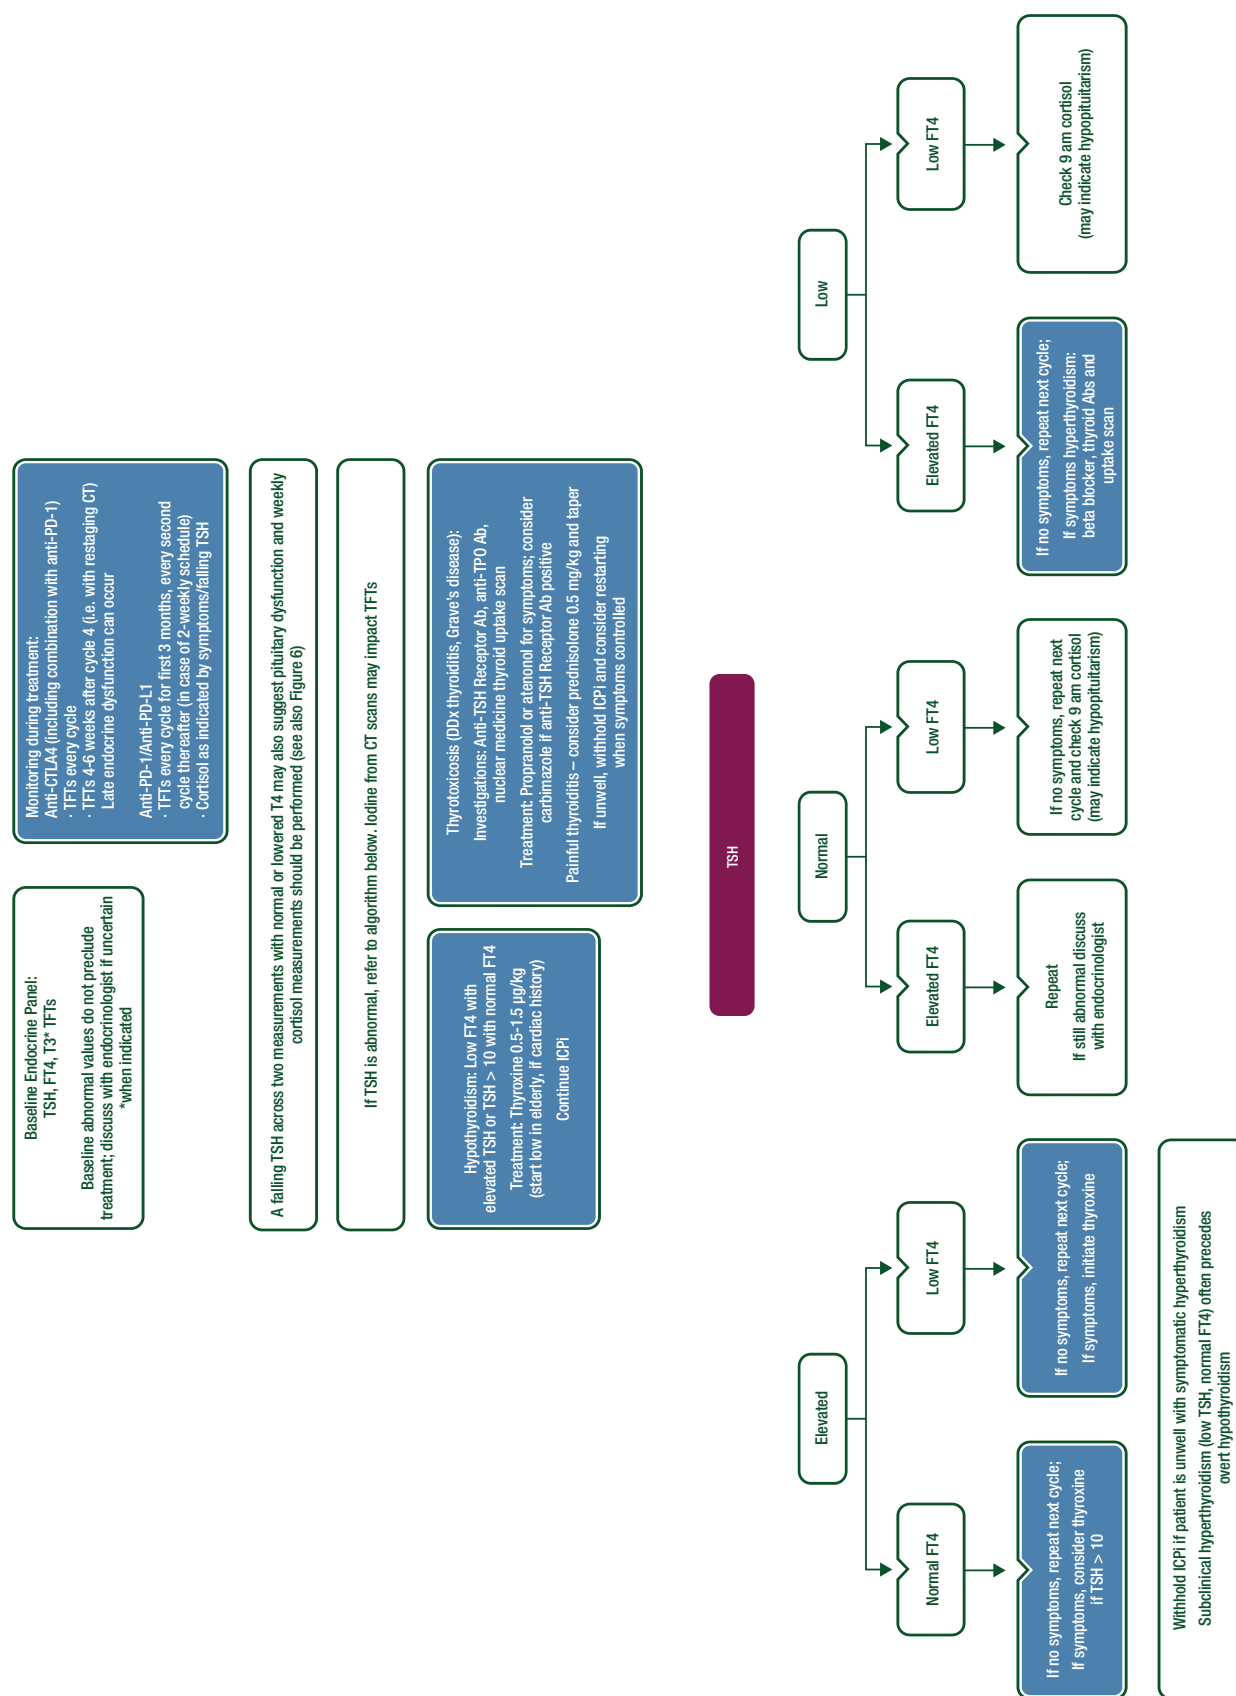 Baseline Endocrine Panel:
TSH, FT4, T3* TFTs
Baseline abnormal values do not preclude
treatment; discuss with endocrinologist if uncertain
*when indicated
Monitoring during treatment:
Anti-CTLA4 (including combination with anti-PD-1)
· TFTs every cycle
· TFTs 4-6 weeks after cycle 4 (i.e. with restaging CT)
Late endocrine dysfunction can occur
Anti-PD-1/Anti-PD-L1
· TFTs every cycle for first 3 months, every second
cycle thereafter (in case of 2-weekly schedule)
· Cortisol as indicated by symptoms/falling TSH
A falling TSH across two measurements with normal or lowered T4 may also suggest pituitary dysfunction and weekly
cortisol measurements should be performed (see also Figure 6)
If TSH is abnormal, refer to algorithm below. Iodine from CT scans may impact TFTs
Hypothyroidism: Low FT4 with
elevated TSH or TSH > 10 with normal FT4
Treatment: Thyroxine 0.5-1.5 µg/kg
(start low in elderly, if cardiac history)
Continue ICPi
Thyrotoxicosis (DDx thyroiditis, Grave's disease):
Investigations: Anti-TSH Receptor Ab, anti-TPO Ab,
nuclear medicine thyroid uptake scan
Treatment: Propranolol or atenonol for symptoms; consider
carbimazole if anti-TSH Receptor Ab positive
Painful thyroiditis – consider prednisolone 0.5 mg/kg and taper
If unwell, withhold ICPi and consider restarting
when symptoms controlled
TSH
Elevated
Normal
Low
Normal FT4
Low FT4
Elevated FT4
Low FT4
Elevated FT4
Low FT4
If no symptoms, repeat next cycle;
If symptoms, consider thyroxine
if TSH > 10
If no symptoms, repeat next cycle;
If symptoms, initiate thyroxine
Repeat
If still abnormal discuss
with endocrinologist
If no symptoms, repeat next
cycle and check 9 am cortisol
(may indicate hypopituitarism)
If no symptoms, repeat next cycle;
If symptoms hyperthyroidism:
beta blocker, thyroid Abs and
uptake scan
Check 9 am cortisol
(may indicate hypopituitarism)
Withhold ICPi if patient is unwell with symptomatic hyperthyroidism
Subclinical hyperthyroidism (low TSH, normal FT4) often precedes
overt hypothyroidism